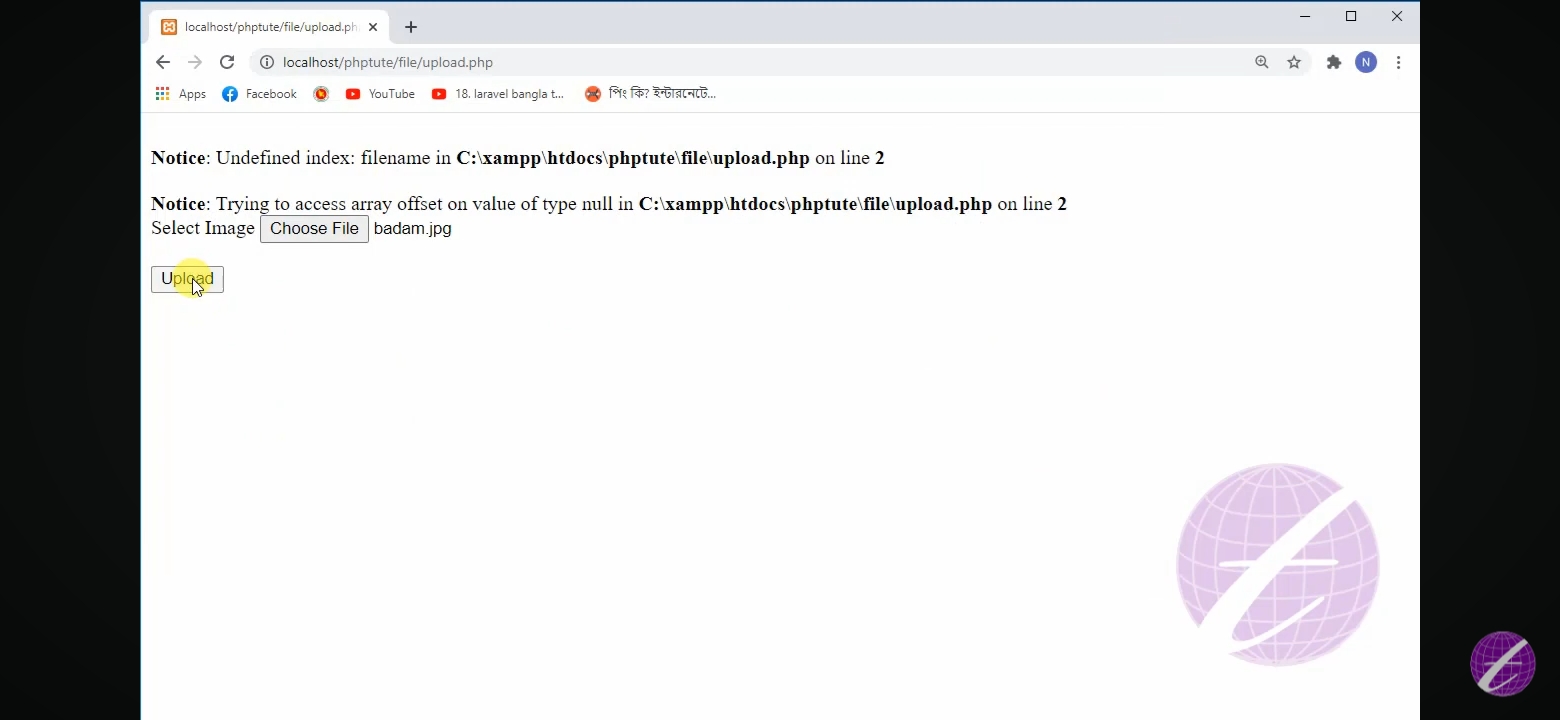 localhost/phptute/file/upload.ph
localhost/phptute/file/upload.php
N
Apps
Facebook
YouTube
18. laravel bangla t...
পিং কি? ইন্টারনেটে...
Notice: Undefined index: filename in C:\xampp\htdocs\phptute\file\upload.php on line 2
Notice: Trying to access array offset on value of type null in C:\xampp\htdocs\phptute\file\upload.php on line 2
Select Image Choose File badam.jpg
Upload